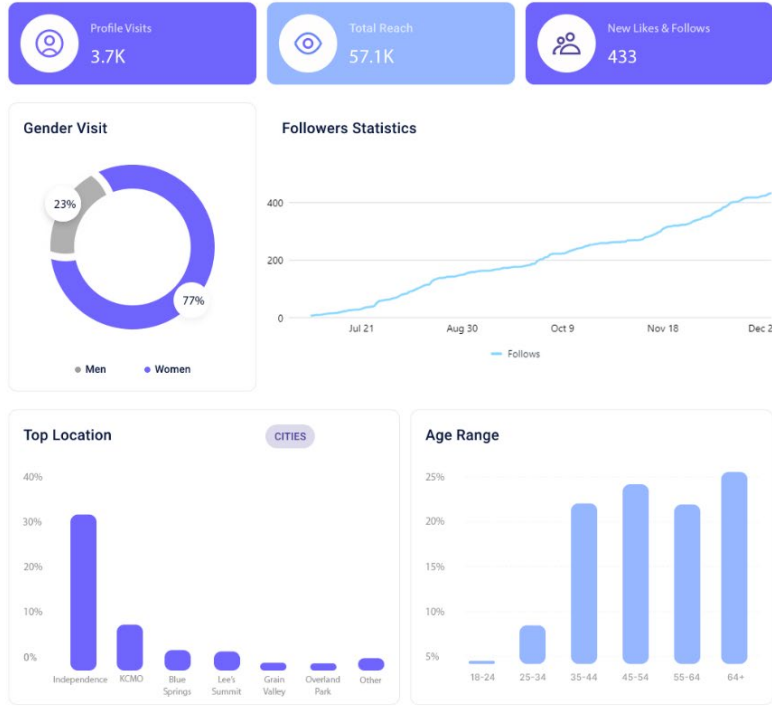 Profile Visits
3.7K
Total Reach
57.1K
New Likes & Follows
433
Gender Visit
23%
77%
Men
Women
Followers Statistics
400
200
0
Jul 21
Aug 30
Oct 9
Nov 18
Dec 2
Follows
Top Location
CITIES
40%
30%
20%
10%
0%
Independence
KCMO
Blue
Springs
Lee's
Summit
Grain
Valley
Overland
Park
Other
Age Range
25%
20%
15%
10%
5%
18-24
25-34
35-44
45-54
55-64
64+